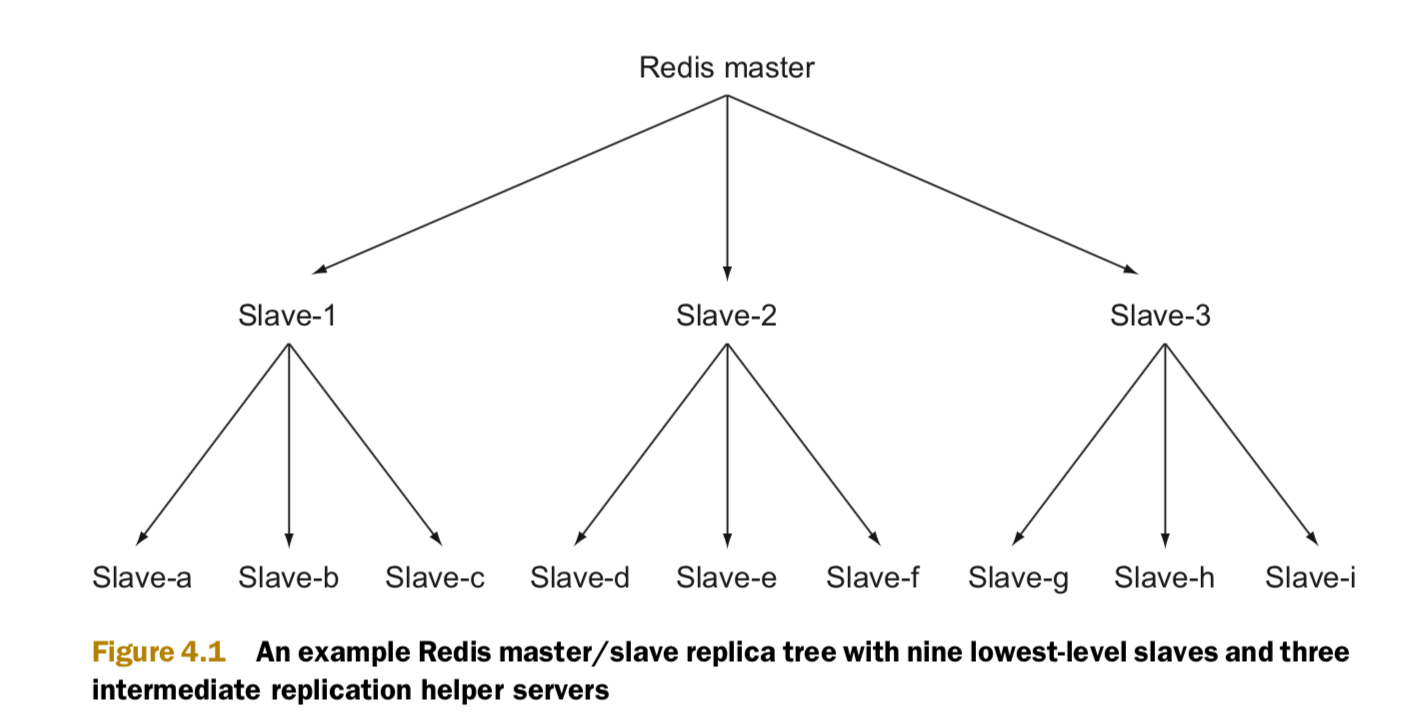 Redis master
Slave-1 Slave-2 Slave-3
Slave-a Slave-b Slave-c Slave-d Slave-e Slave-f Slave-g Slave-h Slave-i
Figure 4.1 An example Redis master/slave replica tree with nine lowest-level slaves and three
intermediate replication helper servers